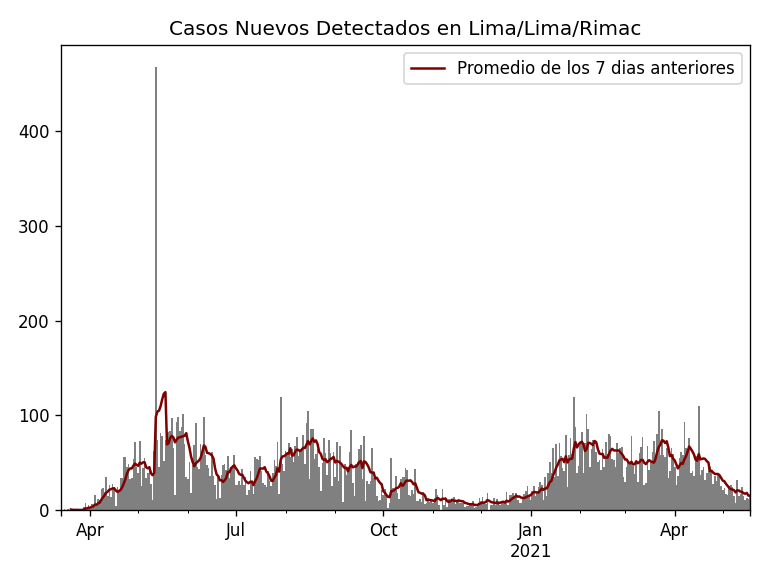 Casos Nuevos Detectados en Lima/Lima/Rimac
Promedio de los 7 dias anteriores
400
300
200
100
0
Apr Jul Oct Jan Apr
2021